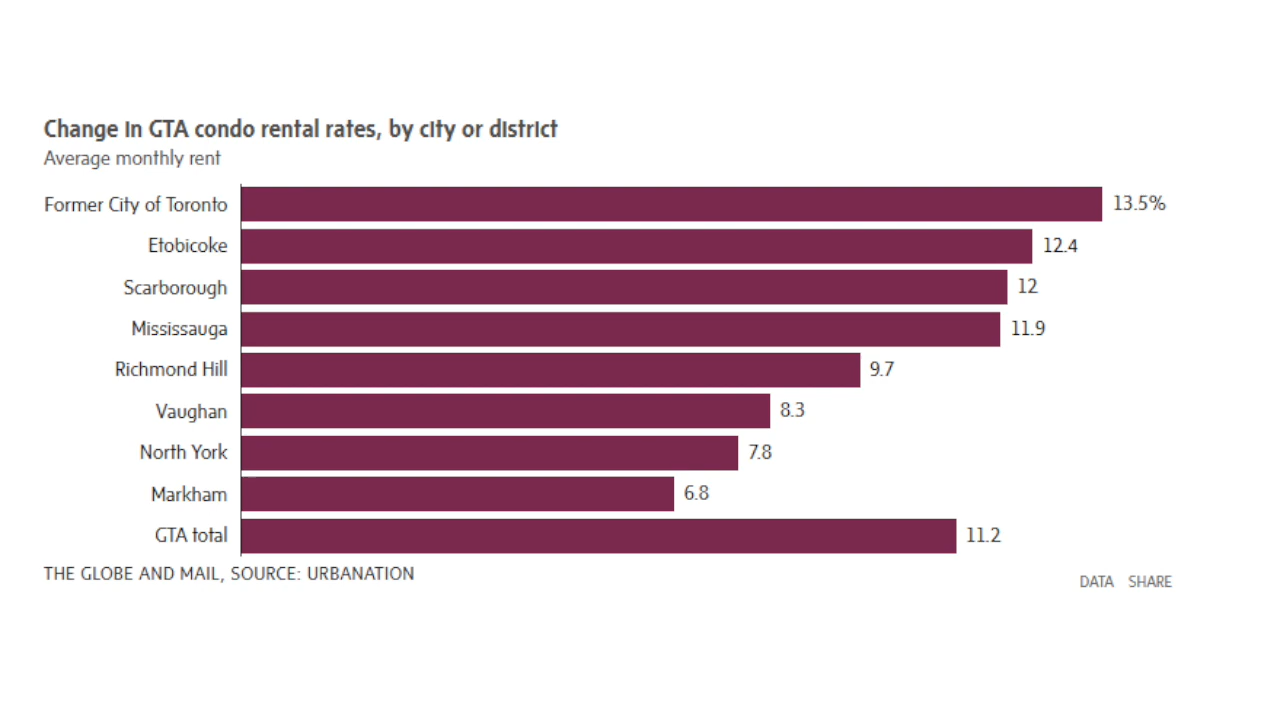 Change in GTA condo rental rates, by city or district
Average monthly rent
Former City of Toronto 13.5%
Etobicoke 12.4
Scarborough 12
Mississauga 11.9
Richmond Hill 9.7
Vaughan 8.3
North York 7.8
Markham 6.8
GTA total 11.2
THE GLOBE AND MAIL, SOURCE: URBANATION
DATA SHARE